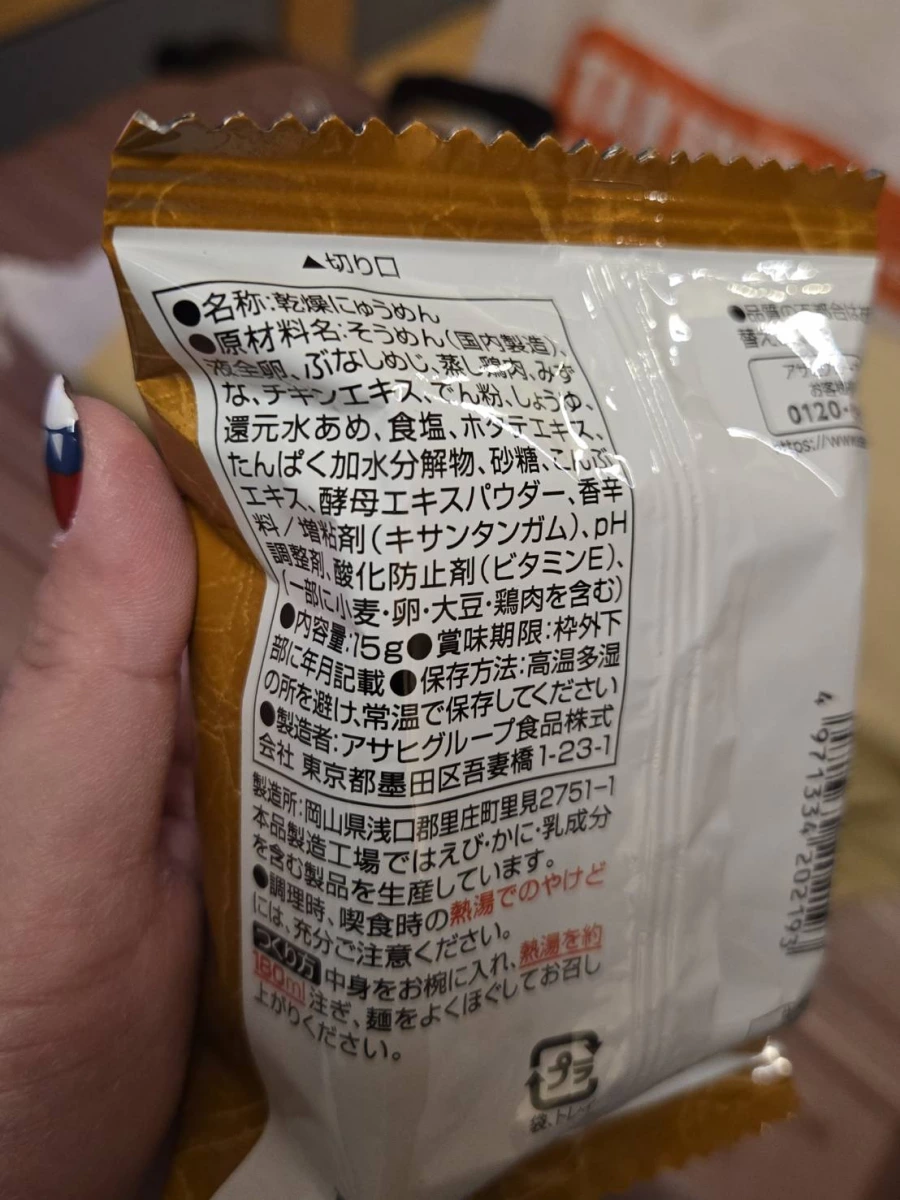 ▲切り口
●名称:乾燥にゅうめん
●原材料名:そうめん(国内製造)、
液全卵、ぶなしめじ、蒸し鶏肉、みず
な、チキンエキス、でん粉、しょうゆ、
還元水あめ、食塩、ホタテエキス、
たんぱく加水分解物、砂糖、こんぶ
エキス、酵母エキスパウダー、香辛
料/増粘剤(キサンタンガム)、pH
調整剤、酸化防止剤(ビタミンE)、
(一部に小麦・卵・大豆・鶏肉を含む)
●内容量:15g●賞味期限:枠外下
部に年月記載●保存方法:高温多湿
の所を避け、常温で保存してください
●製造者:アサヒグループ食品株式
会社 東京都墨田区吾妻橋1-23-1
製造所:岡山県浅口郡里庄町里見2751-1
本品製造工場ではえび・かに・乳成分
を含む製品を生産しています。
●調理時、喫食時の熱湯でのやけど
には、充分ご注意ください。
つくり方 中身をお椀に入れ、熱湯を約
180ml注ぎ、麺をよくほぐしてお召し
上がりください。
プラ
袋、トレイ
●品質の
替え
アサ
お客様
0120-
4 971334 202193